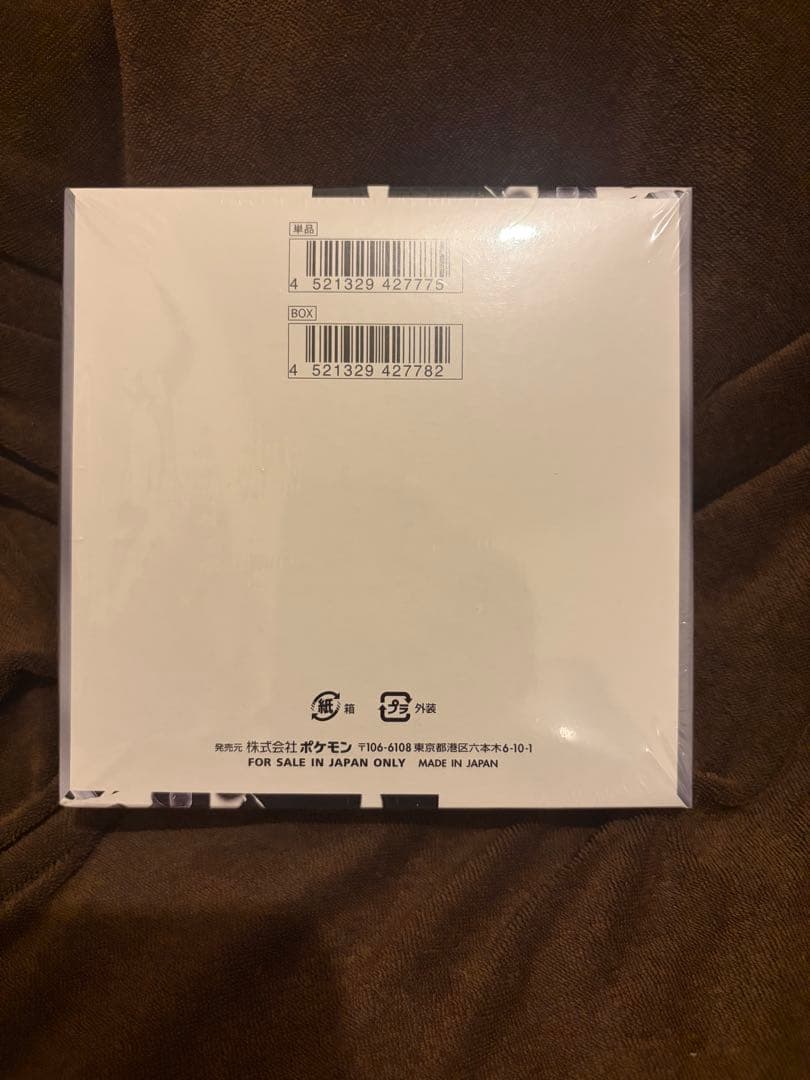 単品
4 521329 427775
BOX
4 521329 427782
紙 箱 プラ 外装
発売元 株式会社ポケモン 〒106-6108 東京都港区六本木6-10-1
FOR SALE IN JAPAN ONLY MADE IN JAPAN